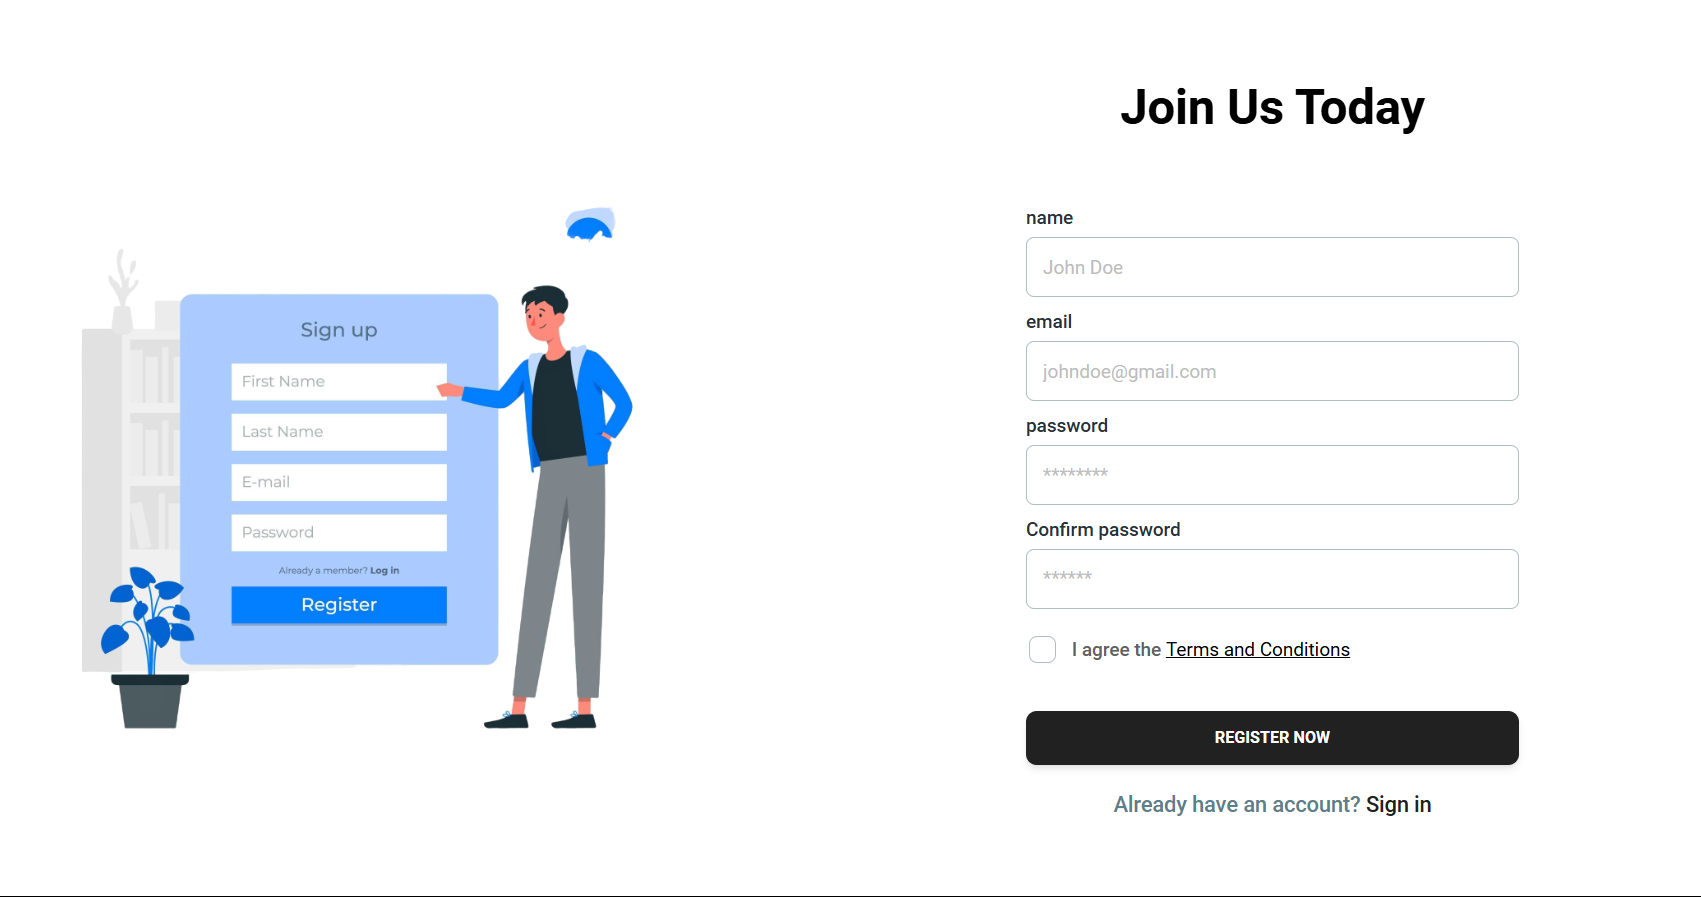 Join Us Today
name
John Doe
email
johndoe@gmail.com
password
********
Confirm password
******
I agree the Terms and Conditions
REGISTER NOW
Already have an account? Sign in
Sign up
First Name
Last Name
E-mail
Password
Already a member? Log in
Register